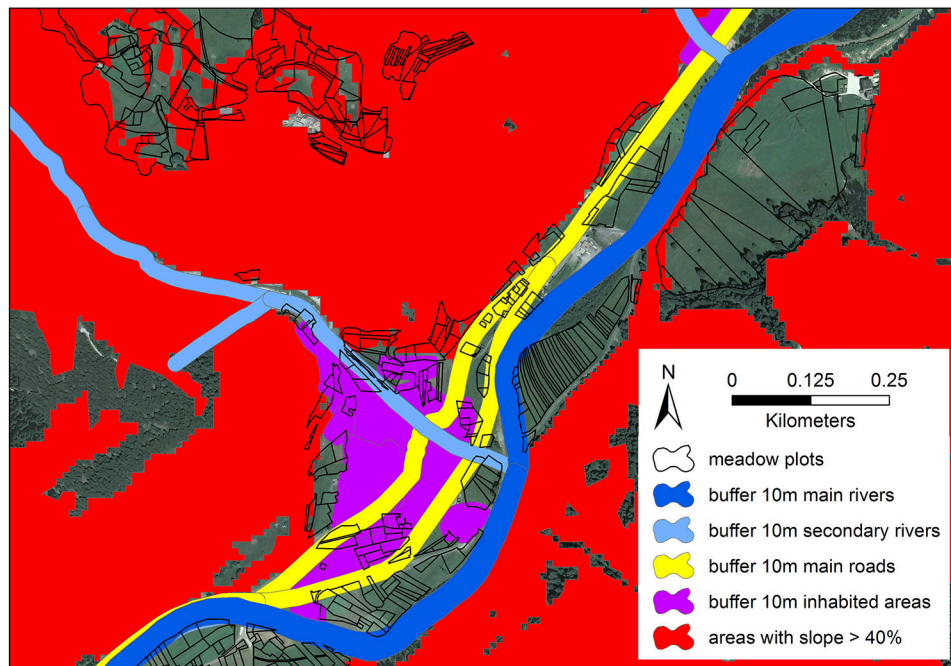 N
0 0.125 0.25
Kilometers
meadow plots
buffer 10m main rivers
buffer 10m secondary rivers
buffer 10m main roads
buffer 10m inhabited areas
areas with slope > 40%